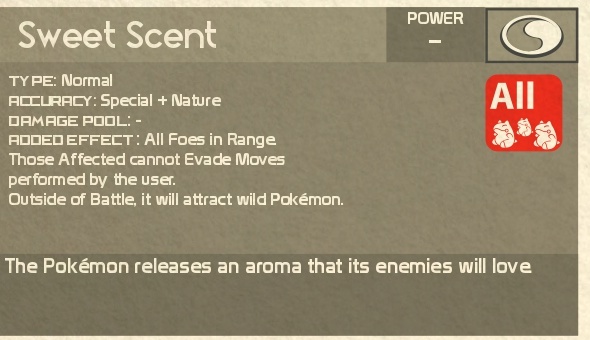 Sweet Scent
POWER
–
TYPE: Normal
ACCURACY: Special + Nature
DAMAGE POOL: -
ADDED EFFECT: All Foes in Range.
Those Affected cannot Evade Moves
performed by the user.
Outside of Battle, it will attract wild Pokémon.
All
The Pokémon releases an aroma that its enemies will love.